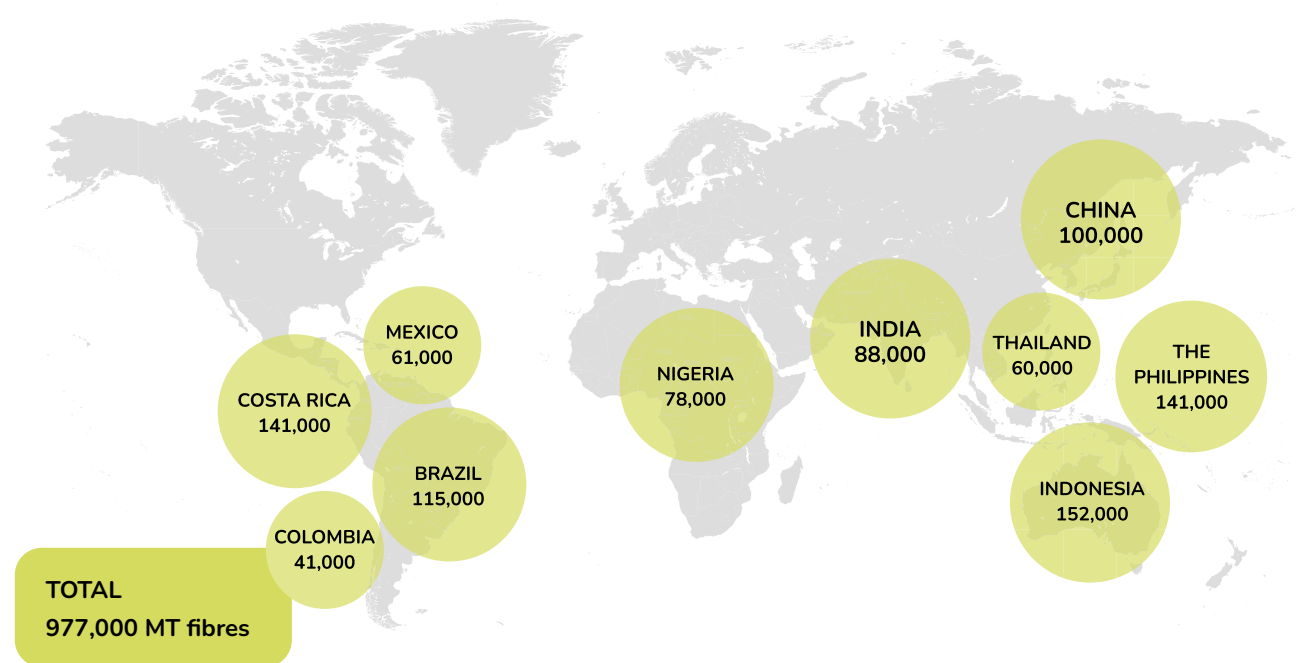 CHINA
100,000
MEXICO
61,000
INDIA
88,000
THAILAND
60,000
THE
PHILIPPINES
141,000
NIGERIA
78,000
COSTA RICA
141,000
BRAZIL
115,000
INDONESIA
152,000
COLOMBIA
41,000
TOTAL
977,000 MT fibres